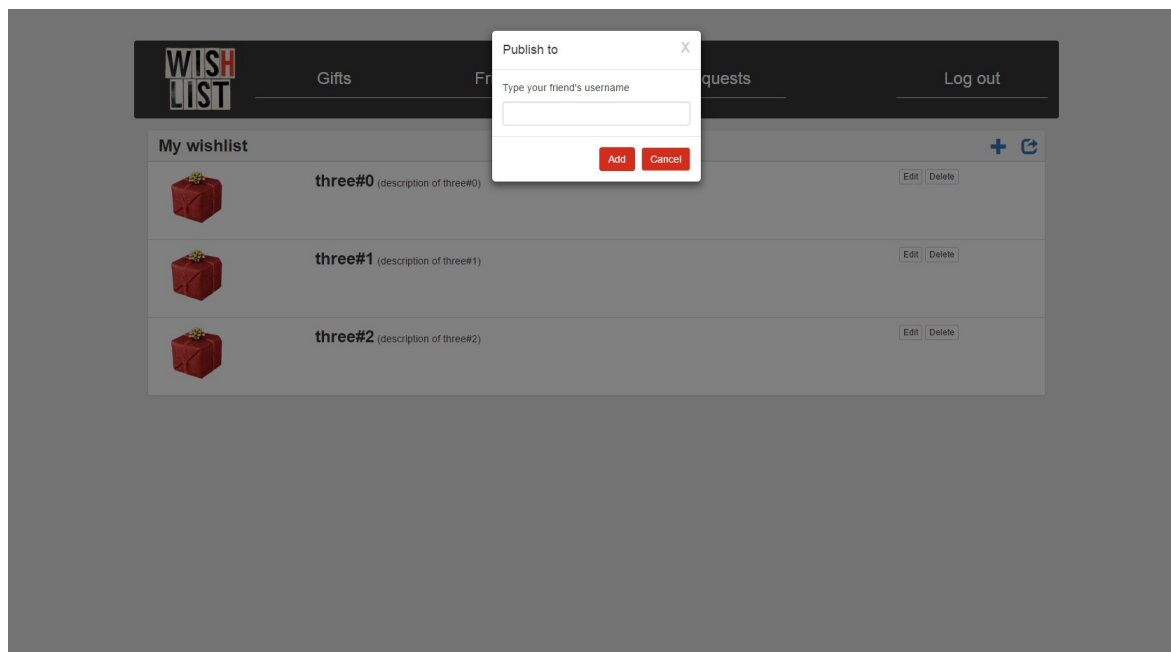 Publish to X
WISH
LIST
Gifts Fr quests Log out
Type your friend's username
Add Cancel
My wishlist
three#0 (description of three#0) Edit Delete
three#1 (description of three#1) Edit Delete
three#2 (description of three#2) Edit Delete